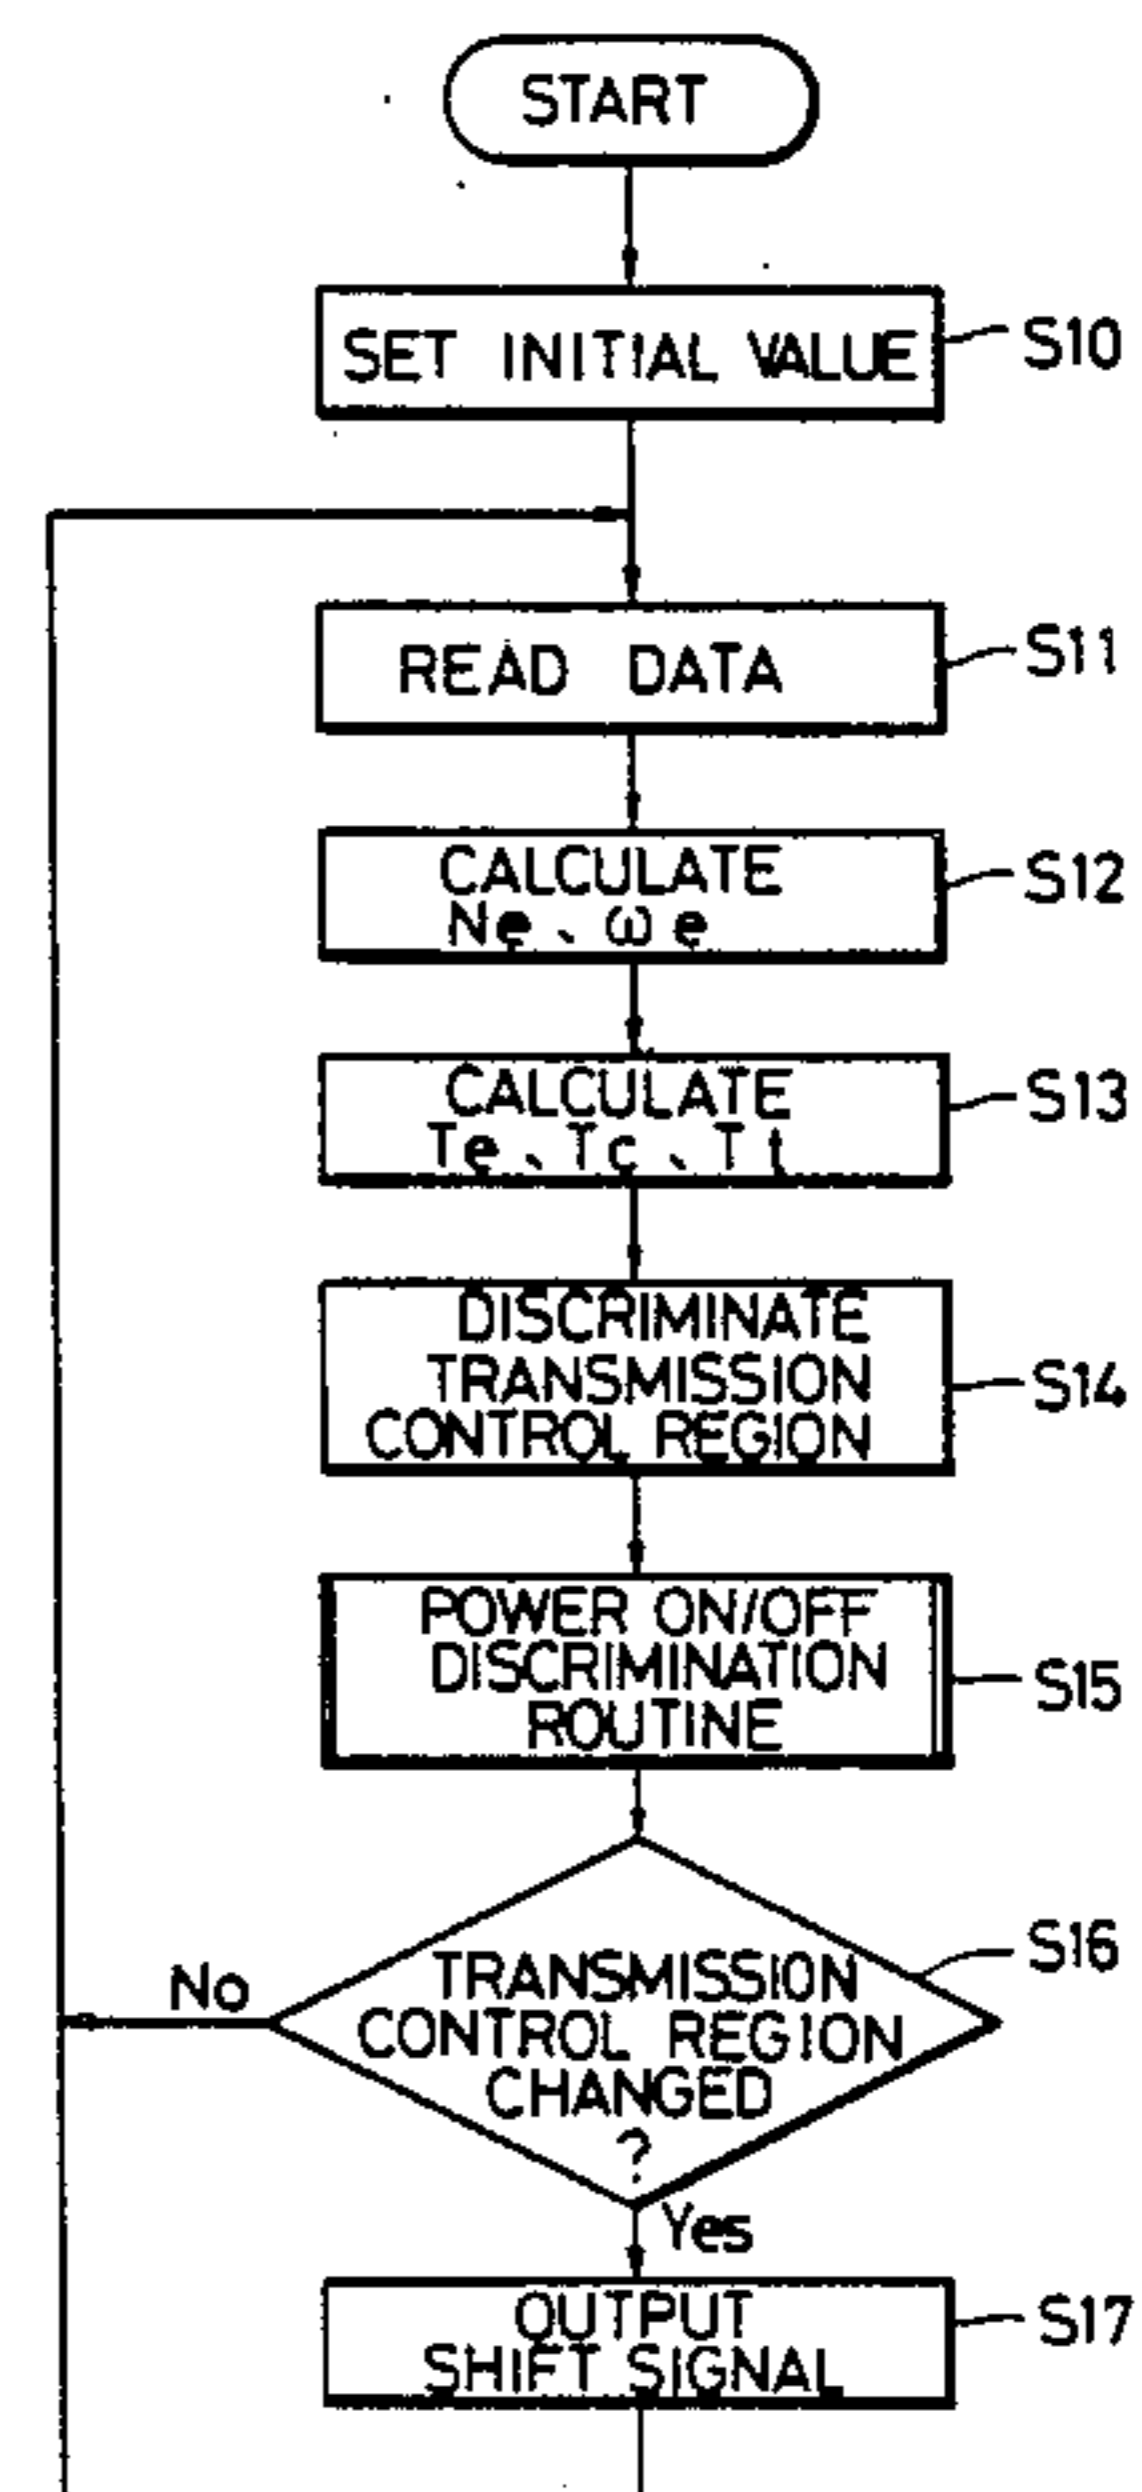 START
SET INITIAL VALUE
S10
READ DATA
S11
CALCULATE
Ne、ωe
S12
CALCULATE
Te、Tc、Tt
S13
DISCRIMINATE
TRANSMISSION
CONTROL REGION
S14
POWER ON/OFF
DISCRIMINATION
ROUTINE
S15
TRANSMISSION
CONTROL REGION
CHANGED
?
S16
No
Yes
OUTPUT
SHIFT SIGNAL
S17